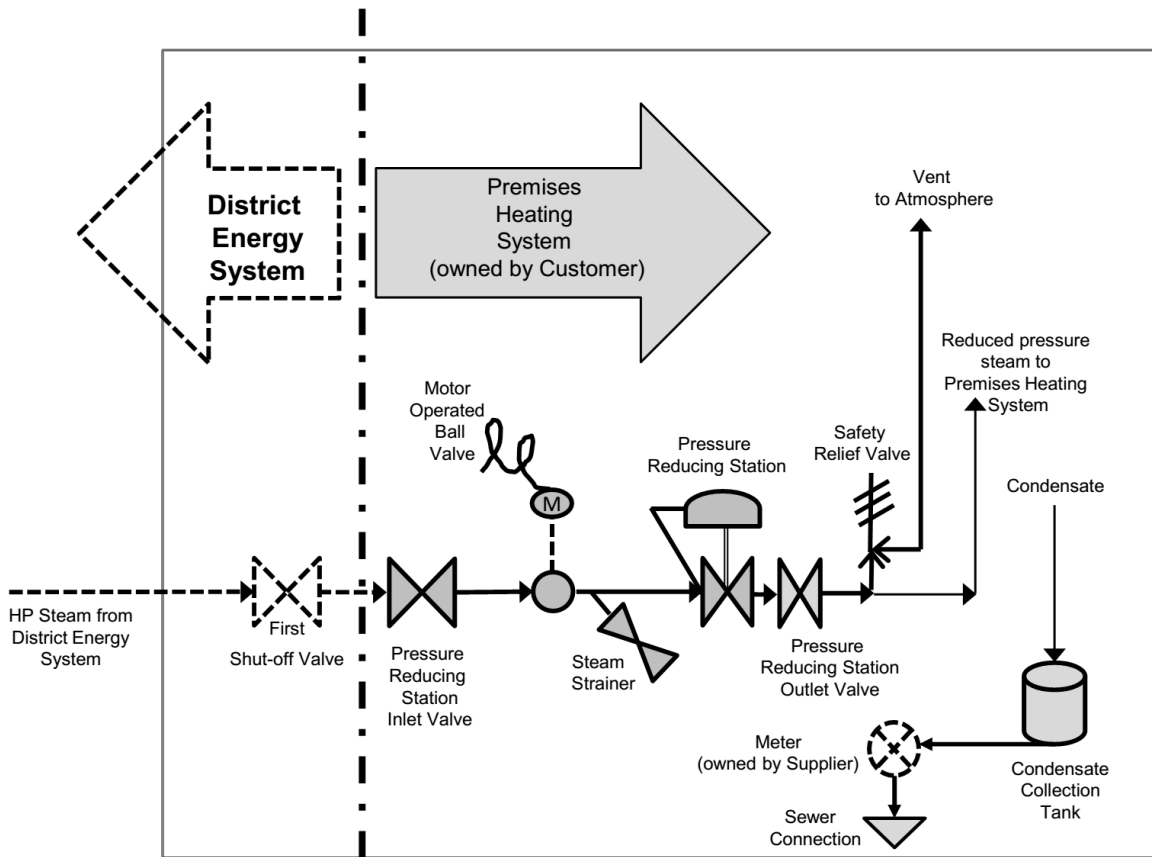 District
Energy
System
Premises
Heating
System
(owned by Customer)
Vent
to Atmosphere
Reduced pressure
steam to
Premises Heating
System
Motor
Operated
Ball
Valve
M
Pressure
Reducing Station
Safety
Relief Valve
Condensate
HP Steam from
District Energy
System
First
Shut-off Valve
Pressure
Reducing
Station
Inlet Valve
Steam
Strainer
Pressure
Reducing Station
Outlet Valve
Meter
(owned by Supplier)
Condensate
Collection
Tank
Sewer
Connection